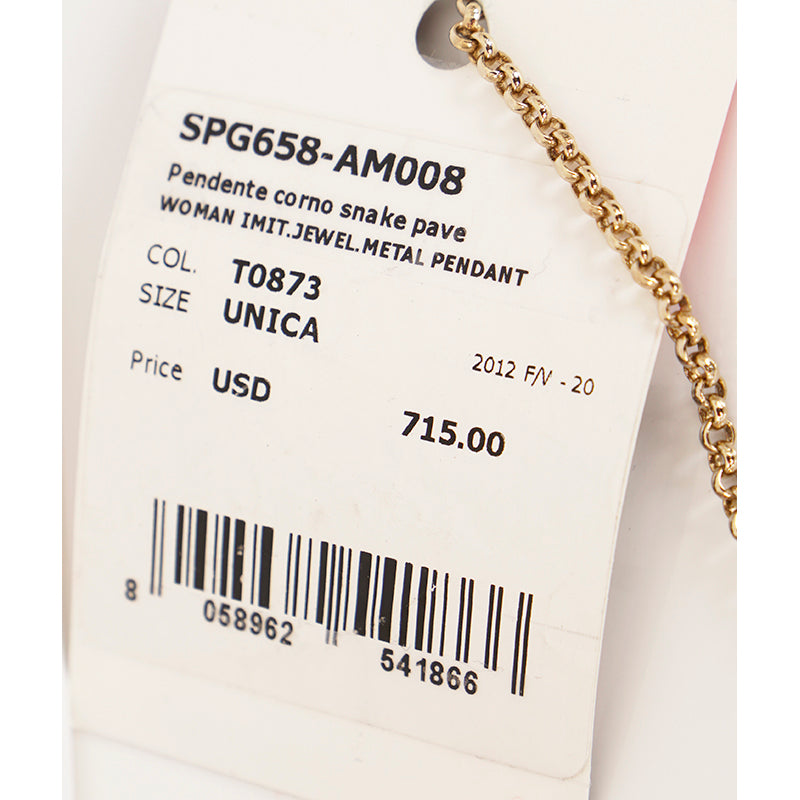 SPG658-AM008
Pendente corno snake pave
WOMAN IMIT.JEWEL.METAL PENDANT
COL. T0873
SIZE UNICA
2012 F/V - 20
Price USD 715.00
8 058962 541866